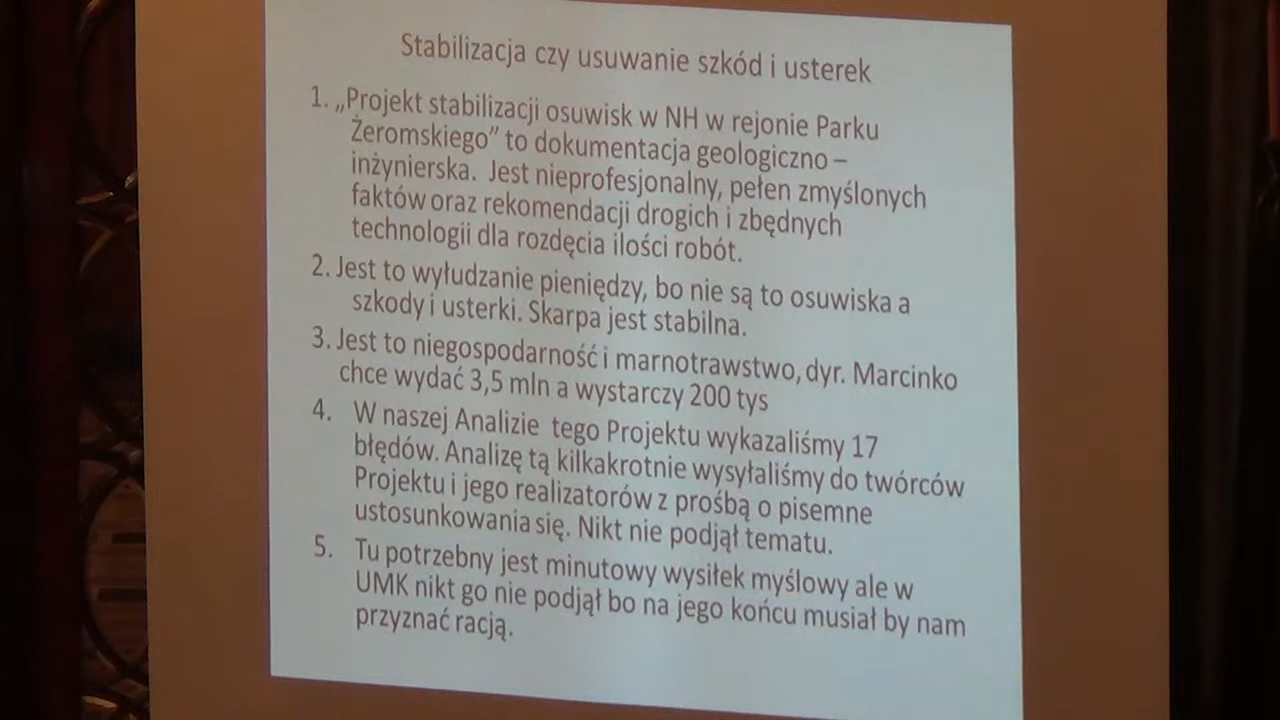 Stabilizacja czy usuwanie szkód i usterek
1. „Projekt stabilizacji osuwisk w NH w rejonie Parku
Żeromskiego” to dokumentacja geologiczno –
inżynierska. Jest nieprofesjonalny, pełen zmyślonych
faktów oraz rekomendacji drogich i zbędnych
technologii dla rozdęcia ilości robót.
2. Jest to wyłudzanie pieniędzy, bo nie są to osuwiska a
szkody i usterki. Skarpa jest stabilna.
3. Jest to niegospodarność i marnotrawstwo, dyr. Marcinko
chce wydać 3,5 mln a wystarczy 200 tys
4. W naszej Analizie tego Projektu wykazaliśmy 17
błędów. Analizę tą kilkakrotnie wysyłaliśmy do twórców
Projektu i jego realizatorów z prośbą o pisemne
ustosunkowania się. Nikt nie podjął tematu.
5. Tu potrzebny jest minutowy wysiłek myślowy ale w
UMK nikt go nie podjął bo na jego końcu musiał by nam
przyznać racją.